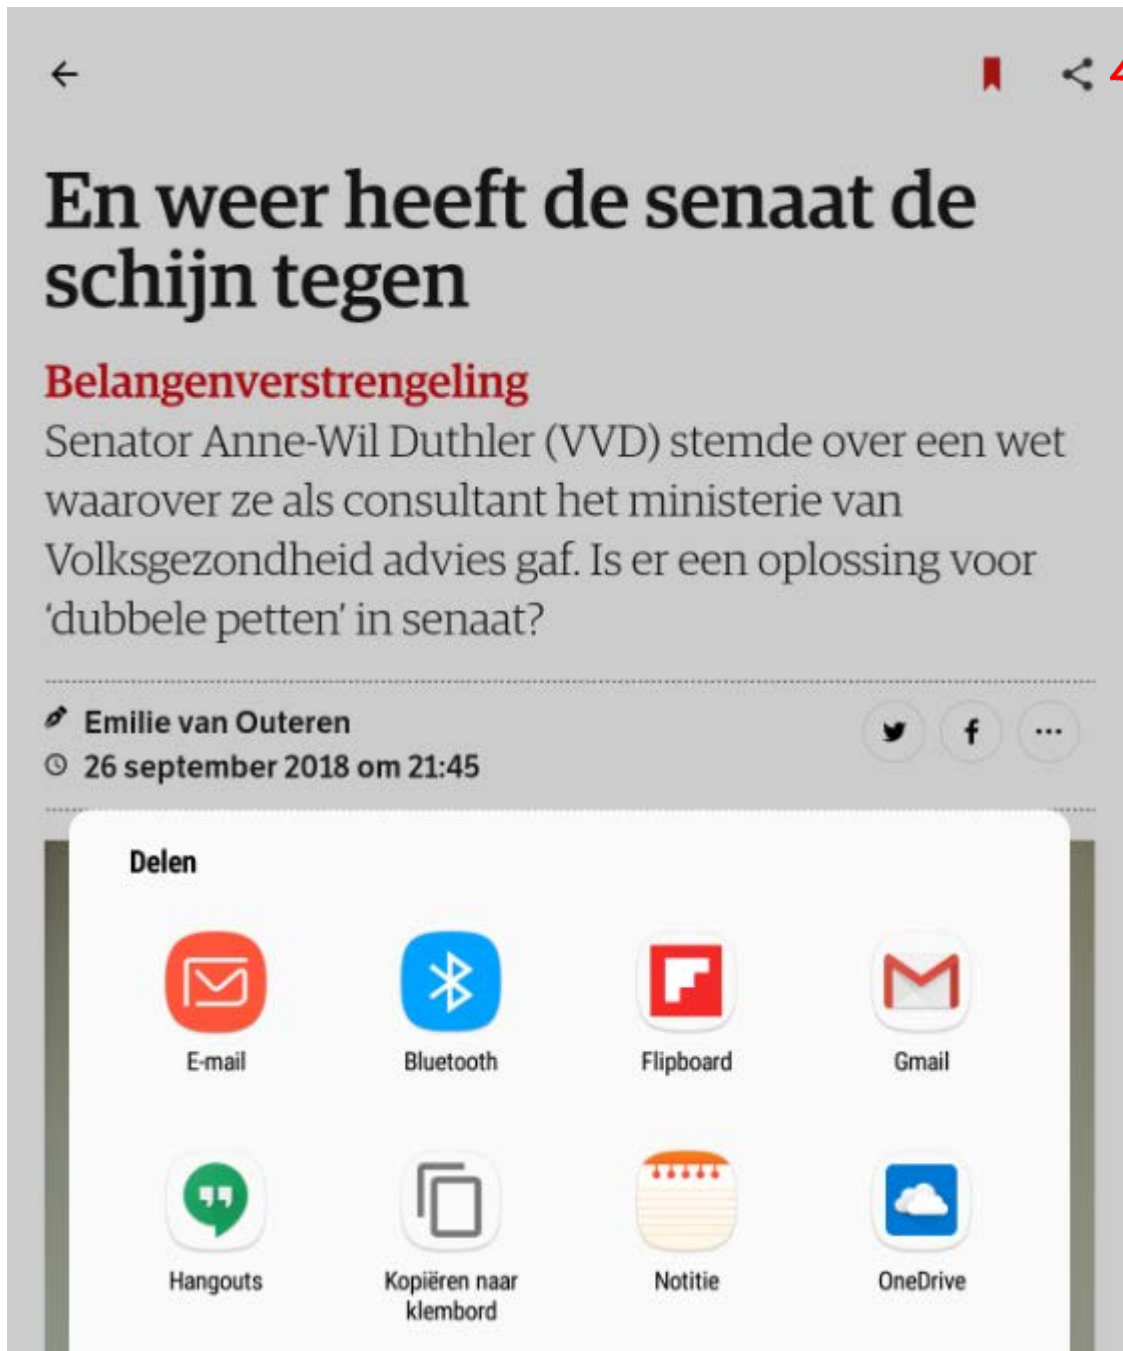 En weer heeft de senaat de
schijn tegen
Belangenverstrengeling
Senator Anne-Wil Duthler (VVD) stemde over een wet
waarover ze als consultant het ministerie van
Volksgezondheid advies gaf. Is er een oplossing voor
‘dubbele petten’ in senaat?
Emilie van Outeren
26 september 2018 om 21:45
Delen
E-mail
Bluetooth
Flipboard
Gmail
Hangouts
Kopiëren naar
klembord
Notitie
OneDrive